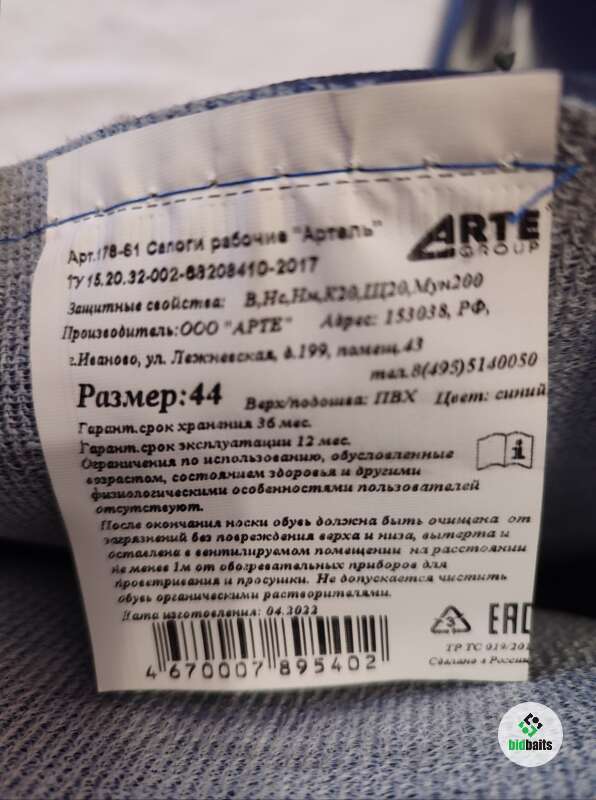 ARTE
GROUP
Арт.178-61 Сапоги рабочие "Артель"
ТУ 15.20.32-002-68208410-2017
Защитные свойства: В,Нс,Нм,К20,Щ20,Мун200
Производитель:ООО "АРТЕ" Адрес: 153038, РФ,
г.Иваново, ул. Лежневская, д.199, помещ.43
тел.8(495)5140050
Размер:44 Верх/подошва: ПВХ Цвет: синий
Гарант.срок хранения 36 мес.
Гарант.срок эксплуатации 12 мес.
Ограничения по использованию, обусловленные
возрастом, состоянием здоровья и другими
физиологическими особенностями пользователей
отсутствуют.
После окончания носки обувь должна быть очищена от
загрязнений без повреждения верха и низа, вытерта и
оставлена в вентилируемом помещении на расстоянии
не менее 1м от обогревательных приборов для
проветривания и просушки. Не допускается чистить
обувь органическими растворителями.
Дата изготовления: 04.2022
3
EAC
ТР ТС 019/201
Сделано в России
4 670007 895402
bidbaits